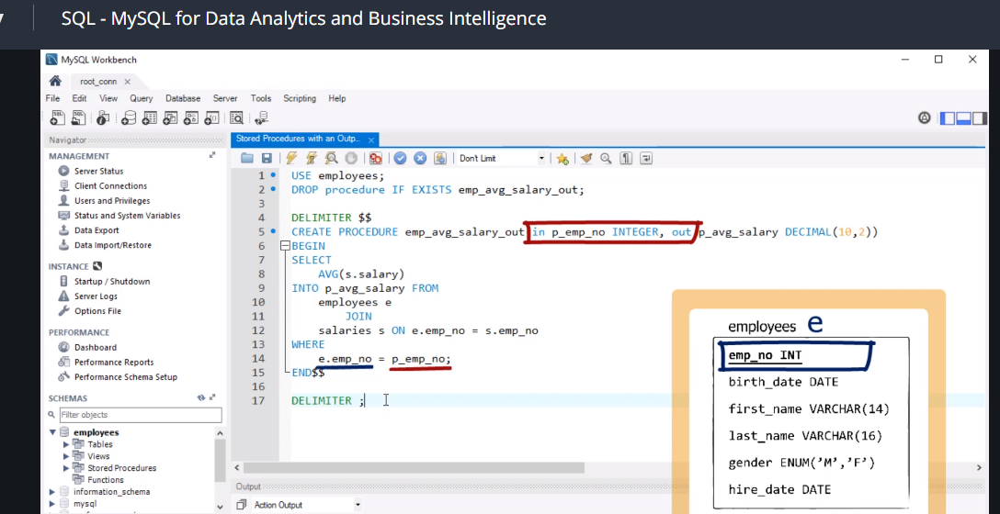 SQL - MySQL for Data Analytics and Business Intelligence
MySQL Workbench
root_conn
File Edit View Query Database Server Tools Scripting Help
Navigator
MANAGEMENT
Server Status
Client Connections
Users and Privileges
Status and System Variables
Data Export
Data Import/Restore
INSTANCE
Startup / Shutdown
Server Logs
Options File
PERFORMANCE
Dashboard
Performance Reports
Performance Schema Setup
SCHEMAS
Filter objects
employees
Tables
Views
Stored Procedures
Functions
information_schema
mysql
Stored Procedures with an Outp...
Don't Limit
1 USE employees;
2 DROP procedure IF EXISTS emp_avg_salary_out;
3
4 DELIMITER $$
5 CREATE PROCEDURE emp_avg_salary_out(in p_emp_no INTEGER, out p_avg_salary DECIMAL(10,2))
6 BEGIN
7 SELECT
8 AVG(s.salary)
9 INTO p_avg_salary FROM
10 employees e
11 JOIN
12 salaries s ON e.emp_no = s.emp_no
13 WHERE
14 e.emp_no = p_emp_no;
15 END$$
16
17 DELIMITER ;
employees e
emp_no INT
birth_date DATE
first_name VARCHAR(14)
last_name VARCHAR(16)
gender ENUM('M','F')
hire_date DATE
Output
Action Output